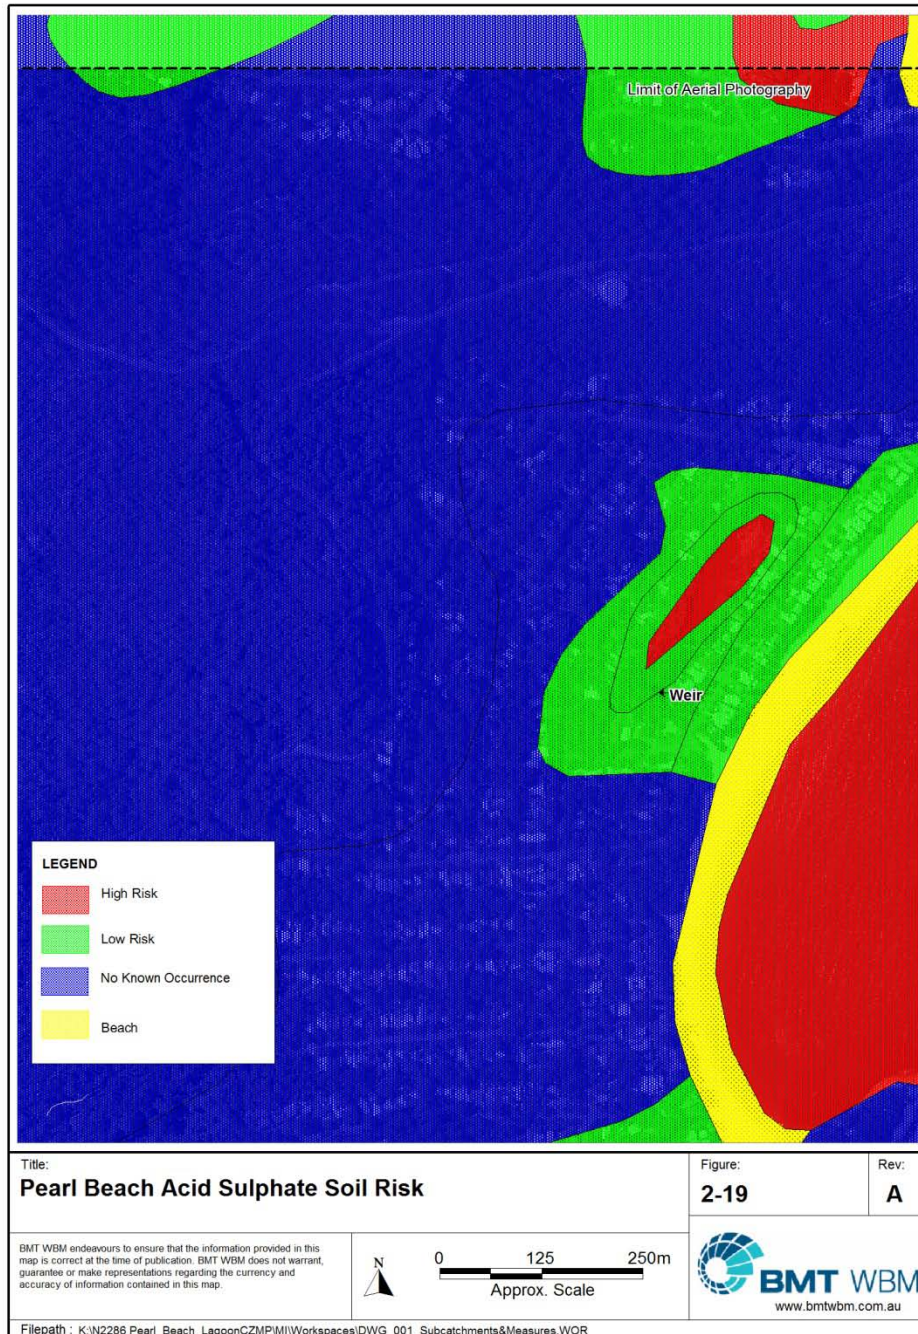 Limit of Aerial Photography
Weir
LEGEND
High Risk
Low Risk
No Known Occurrence
Beach
Title:
Pearl Beach Acid Sulphate Soil Risk
Figure:
2-19
Rev:
A
BMT WBM endeavours to ensure that the information provided in this
map is correct at the time of publication. BMT WBM does not warrant,
guarantee or make representations regarding the currency and
accuracy of information contained in this map.
N
0 125 250m
Approx. Scale
BMT WBM
www.bmtwbm.com.au
Filepath : K:\N2286_Pearl_Beach_LagoonCZMP\MI\Workspaces\DWG_001_Subcatchments&Measures.WOR